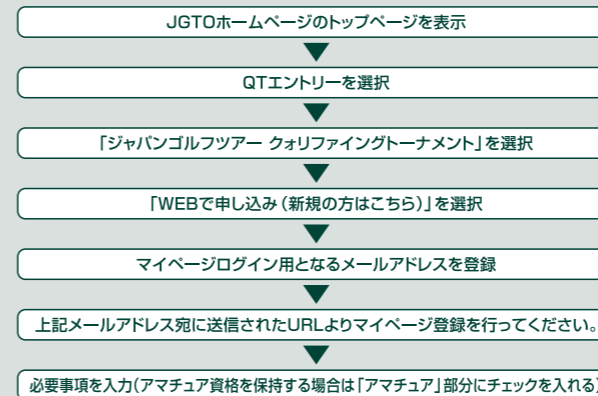 JGTOホームページのトップページを表示
QTエントリーを選択
「ジャパンゴルフツアー クォリファイングトーナメント」を選択
「WEBで申し込み(新規の方はこちら)」を選択
マイページログイン用となるメールアドレスを登録
上記メールアドレス宛に送信されたURLよりマイページ登録を行ってください。
必要事項を入力(アマチュア資格を保持する場合は「アマチュア」部分にチェックを入れる)